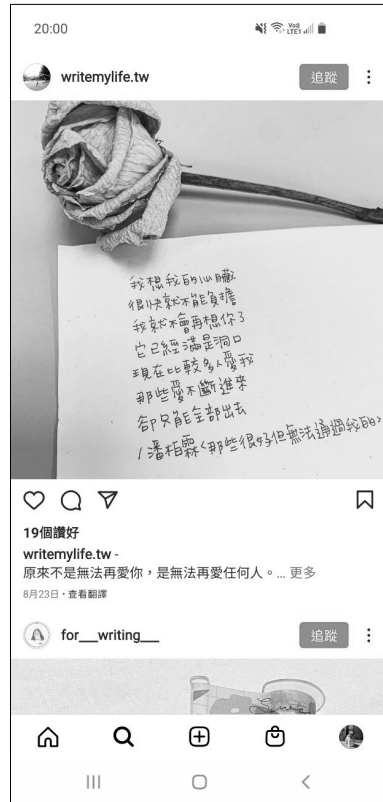 20:00
Vo))
LTE1
writemylife.tw
追蹤
我想我的心臟
很快就不能負擔
我就不會再想你了
它已經滿是洞口
現在比較多人愛我
那些愛不斷進來
卻只能全部出去
/潘柏霖〈那些很好但無法通過我的〉
19個讚好
writemylife.tw -
原來不是無法再愛你，是無法再愛任何人。... 更多
8月23日・查看翻譯
for___writing___
追蹤